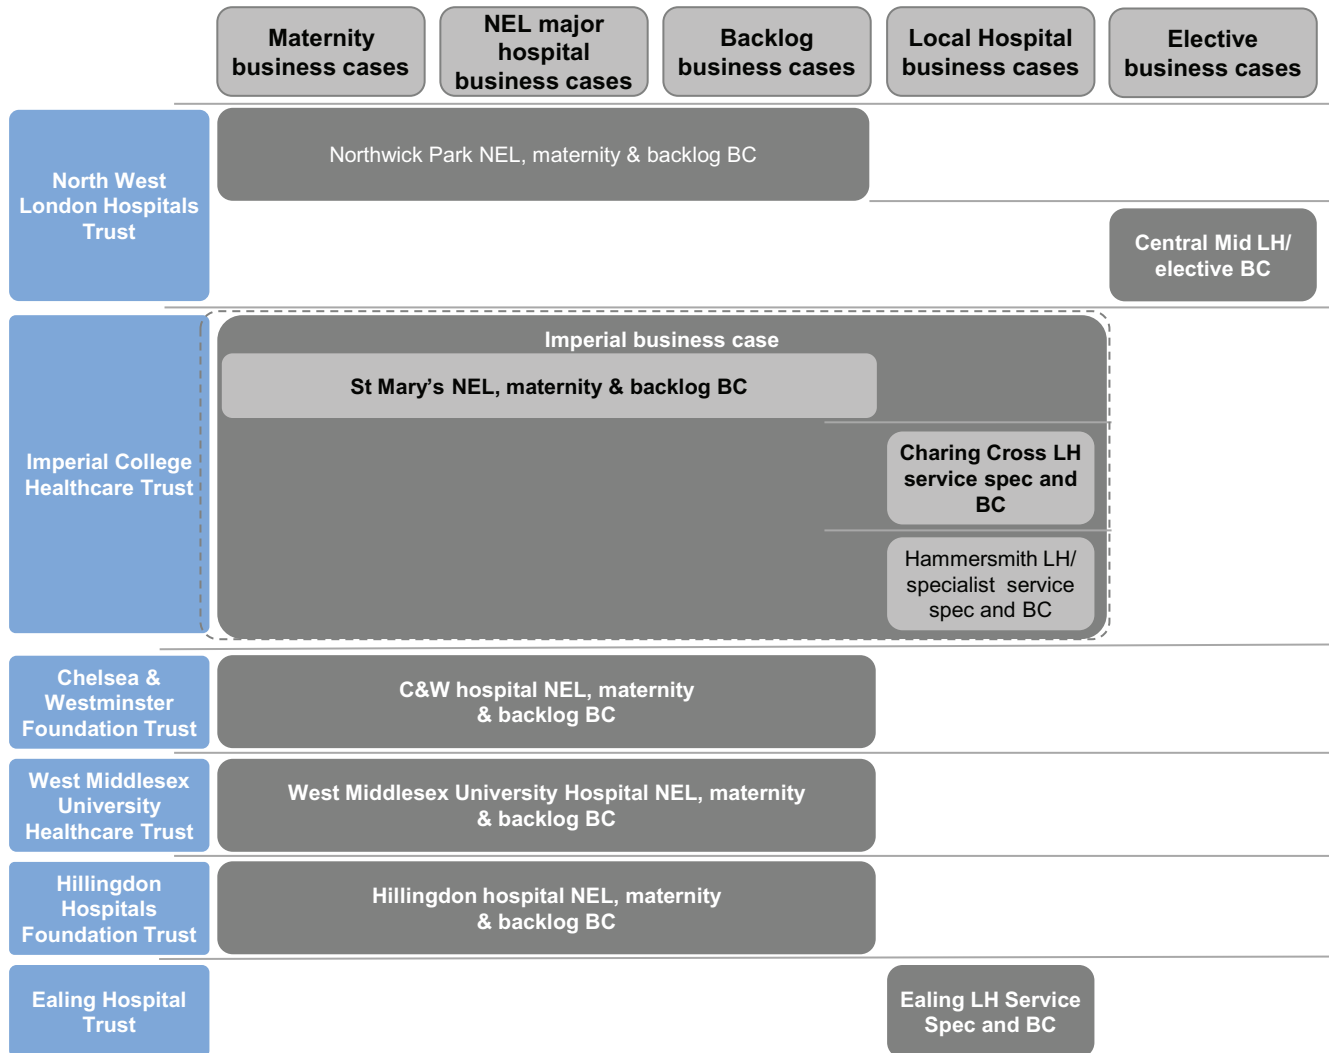 Maternity
business cases
NEL major
hospital
business cases
Backlog
business cases
Local Hospital
business cases
Elective
business cases
North West
London Hospitals
Trust
Northwick Park NEL, maternity & backlog BC
Central Mid LH/
elective BC
Imperial College
Healthcare Trust
Imperial business case
St Mary’s NEL, maternity & backlog BC
Charing Cross LH
service spec and
BC
Hammersmith LH/
specialist service
spec and BC
Chelsea &
Westminster
Foundation Trust
C&W hospital NEL, maternity
& backlog BC
West Middlesex
University
Healthcare Trust
West Middlesex University Hospital NEL, maternity
& backlog BC
Hillingdon
Hospitals
Foundation Trust
Hillingdon hospital NEL, maternity
& backlog BC
Ealing Hospital
Trust
Ealing LH Service
Spec and BC